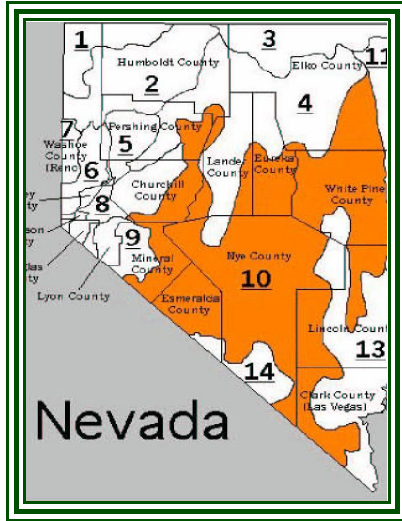 1
3
11
Humboldt County
Elko County
2
4
7
Pershing County
5
Washoe
County
(Reno)
6
Lander
County
Eureka
County
White Pine
County
Churchill
County
8
9
Mineral
County
Nye County
10
Lyon County
Esmeralda
County
Lincoln Count
13
14
Clark County
(Las Vegas)
Nevada